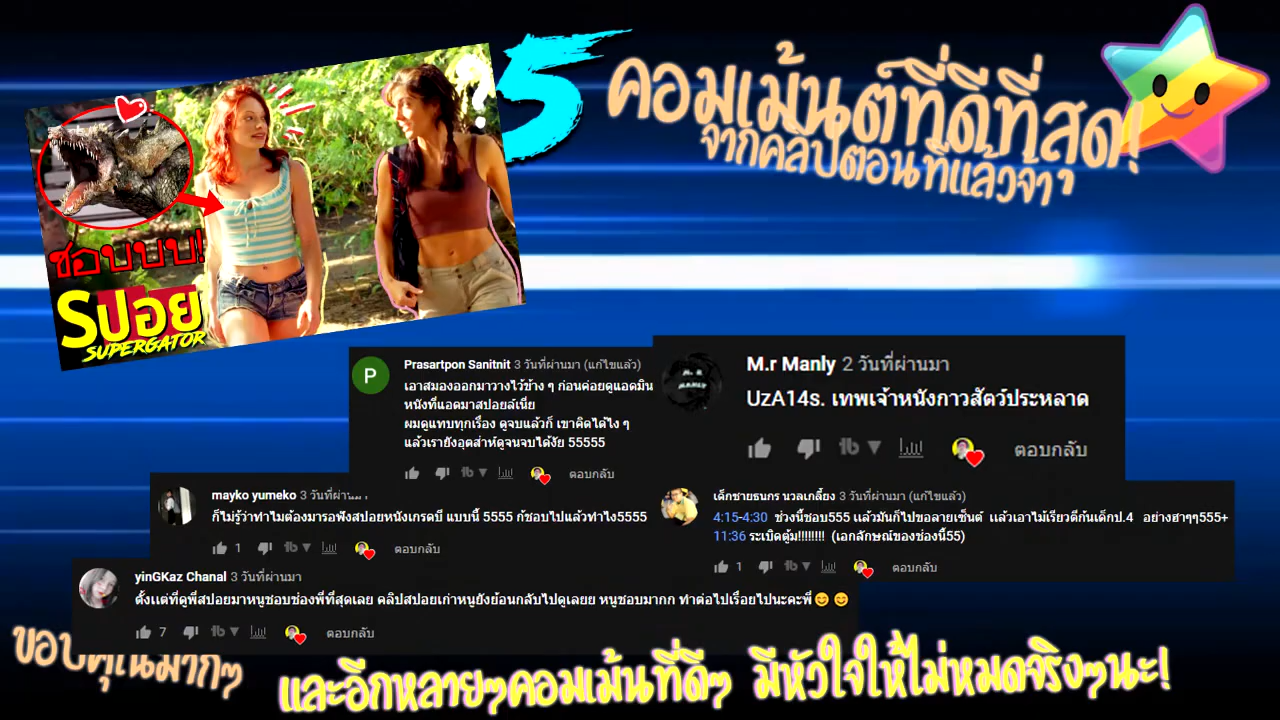 5 คอมเม้นต์ที่ดีที่สุด!
จากคลิปตอนที่แล้วจ้า
?
ชอบบบ!
รปอย
SUPERGATOR
P
Prasartpon Sanitnit 3 วันที่ผ่านมา (แก้ไขแล้ว)
เอาสมองออกมาวางไว้ข้าง ๆ ก่อนค่อยดูแอดมิน
หนังที่แอดมาสปอยล์เนี่ย
ผมดูแทบทุกเรื่อง ดูจบแล้วก็ เขาคิดได้ไง ๆ
แล้วเรายังอุตส่าห์ดูจนจบได้งัย 55555
ตอบกลับ
M. R
MANLY
M.r Manly 2 วันที่ผ่านมา
UzA14s. เทพเจ้าหนังกาวสัตว์ประหลาด
ตอบกลับ
mayko yumeko 3 วันที่ผ่านมา
ก็ไม่รู้ว่าทำไมต้องมารอฟังสปอยหนังเกรดบี แบบนี้ 5555 ก้ชอบไปแล้วทำไง5555
1 ตอบกลับ
เด็กชายธนกร นวลเกลี้ยง 3 วันที่ผ่านมา (แก้ไขแล้ว)
4:15-4:30 ช่วงนี้ชอบ555 แล้วมันก็ไปขอลายเซ็นต์ แล้วเอาไม้เรียวตีก้นเด็กป.4 อย่างฮาๆๆ555+
11:36 ระเบิดตู้ม!!!!!!!! (เอกลักษณ์ของช่องนี้55)
1 ตอบกลับ
yinGKaz Chanal 3 วันที่ผ่านมา
ตั้งแต่ที่ดูพี่สปอยมาหนูชอบช่องพี่ที่สุดเลย คลิปสปอยเก่าหนูยังย้อนกลับไปดูเลยย หนูชอบมากก ทำต่อไปเรื่อยไปนะคะพี่😊 😊
7 ตอบกลับ
ขอบคุณมากๆ
และอีกหลายๆคอมเม้นที่ดีๆ มีหัวใจให้ไม่หมดจริงๆนะ!